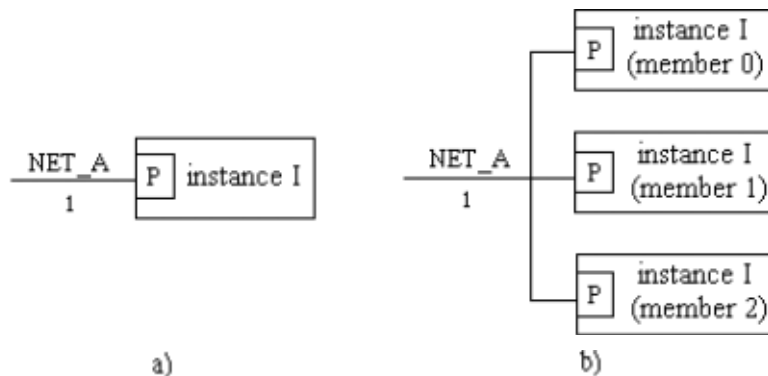 NET_A
1
P
instance I
a)
NET_A
1
P
instance I
(member 0)
P
instance I
(member 1)
P
instance I
(member 2)
b)